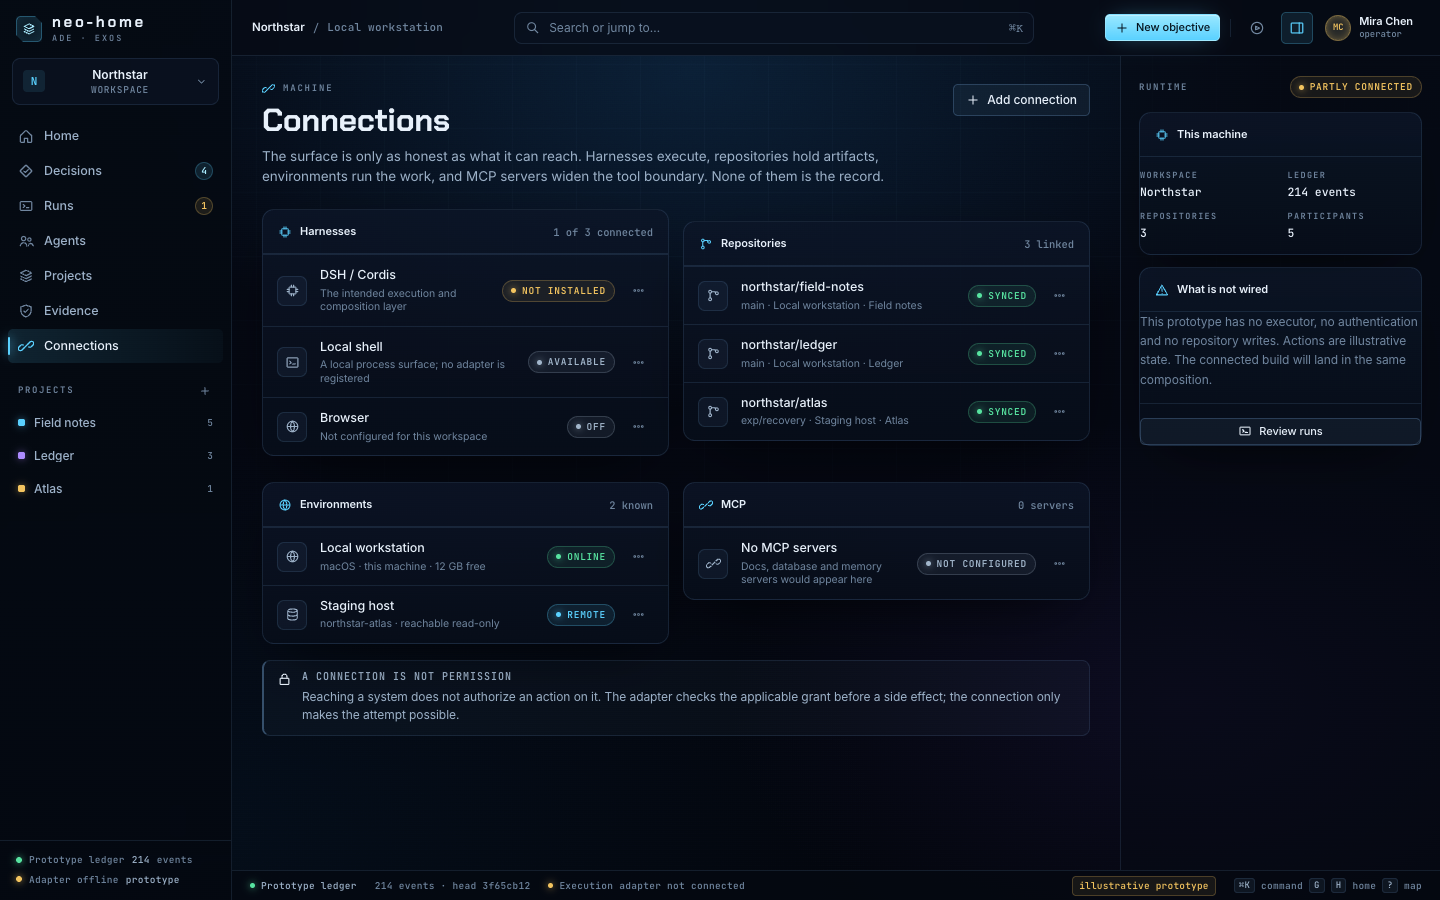 neo-home
ADE · EXOS
N
Northstar
WORKSPACE
Home
Decisions
4
Runs
1
Agents
Projects
Evidence
Connections
PROJECTS
Field notes
5
Ledger
3
Atlas
1
Prototype ledger 214 events
Adapter offline prototype
Northstar / Local workstation
Search or jump to...
⌘K
New objective
MC
Mira Chen
operator
MACHINE
Connections
The surface is only as honest as what it can reach. Harnesses execute, repositories hold artifacts,
environments run the work, and MCP servers widen the tool boundary. None of them is the record.
Add connection
Harnesses
1 of 3 connected
DSH / Cordis
The intended execution and
composition layer
NOT INSTALLED
Local shell
A local process surface; no adapter is
registered
AVAILABLE
Browser
Not configured for this workspace
OFF
Repositories
3 linked
northstar/field-notes
main · Local workstation · Field notes
SYNCED
northstar/ledger
main · Local workstation · Ledger
SYNCED
northstar/atlas
exp/recovery · Staging host · Atlas
SYNCED
Environments
2 known
Local workstation
macOS · this machine · 12 GB free
ONLINE
Staging host
northstar-atlas · reachable read-only
REMOTE
MCP
0 servers
No MCP servers
Docs, database and memory
servers would appear here
NOT CONFIGURED
A CONNECTION IS NOT PERMISSION
Reaching a system does not authorize an action on it. The adapter checks the applicable grant before a side effect; the connection only
makes the attempt possible.
RUNTIME
PARTLY CONNECTED
This machine
WORKSPACE
Northstar
LEDGER
214 events
REPOSITORIES
3
PARTICIPANTS
5
What is not wired
This prototype has no executor, no authentication
and no repository writes. Actions are illustrative
state. The connected build will land in the same
composition.
Review runs
Prototype ledger
214 events · head 3f65cb12
Execution adapter not connected
illustrative prototype
⌘K command G H home ? map